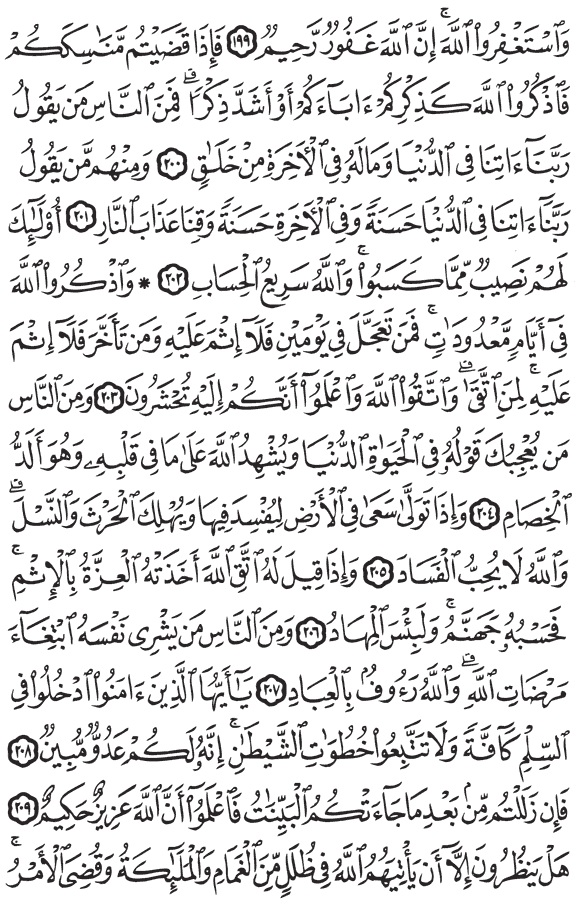 وَٱسْتَغْفِرُوا۟ ٱللَّهَۚ إِنَّ ٱللَّهَ غَفُورٌ رَّحِيمٌ ١٩٩ فَإِذَا قَضَيْتُم مَّنَٰسِكَكُمْ
فَٱذْكُرُوا۟ ٱللَّهَ كَذِكْرِكُمْ ءَابَآءَكُمْ أَوْ أَشَدَّ ذِكْرًاۗ فَمِنَ ٱلنَّاسِ مَن يَقُولُ
رَبَّنَآ ءَاتِنَا فِى ٱلدُّنْيَا وَمَا لَهُۥ فِى ٱلْأَخِرَةِ مِنْ خَلَٰقٍ ٢٠٠ وَمِنْهُم مَّن يَقُولُ
رَبَّنَآ ءَاتِنَا فِى ٱلدُّنْيَا حَسَنَةً وَفِى ٱلْأَخِرَةِ حَسَنَةً وَقِنَا عَذَابَ ٱلنَّارِ ٢٠١ أُو۟لَٰٓئِكَ
لَهُمْ نَصِيبٌ مِّمَّا كَسَبُوا۟ۚ وَٱللَّهُ سَرِيعُ ٱلْحِسَابِ ٢٠٢ * وَٱذْكُرُوا۟ ٱللَّهَ
فِىٓ أَيَّامٍ مَّعْدُودَٰتٍۚ فَمَن تَعَجَّلَ فِى يَوْمَيْنِ فَلَآ إِثْمَ عَلَيْهِ وَمَن تَأَخَّرَ فَلَآ إِثْمَ
عَلَيْهِۚ لِمَنِ ٱتَّقَىٰۗ وَٱتَّقُوا۟ ٱللَّهَ وَٱعْلَمُوٓا۟ أَنَّكُمْ إِلَيْهِ تُحْشَرُونَ ٢٠٣ وَمِنَ ٱلنَّاسِ
مَن يُعْجِبُكَ قَوْلُهُۥ فِى ٱلْحَيَوٰةِ ٱلدُّنْيَا وَيُشْهِدُ ٱللَّهَ عَلَىٰ مَا فِى قَلْبِهِۦ وَهُوَ أَلَدُّ
ٱلْخِصَامِ ٢٠٤ وَإِذَا تَوَلَّىٰ سَعَىٰ فِى ٱلْأَرْضِ لِيُفْسِدَ فِيهَا وَيُهْلِكَ ٱلْحَرْثَ وَٱلنَّسْلَۗ
وَٱللَّهُ لَا يُحِبُّ ٱلْفَسَادَ ٢٠٥ وَإِذَا قِيلَ لَهُ ٱتَّقِ ٱللَّهَ أَخَذَتْهُ ٱلْعِزَّةُ بِٱلْإِثْمِۚ
فَحَسْبُهُۥ جَهَنَّمُۚ وَلَبِئْسَ ٱلْمِهَادُ ٢٠٦ وَمِنَ ٱلنَّاسِ مَن يَشْرِى نَفْسَهُ ٱبْتِغَآءَ
مَرْضَاتِ ٱللَّهِۗ وَٱللَّهُ رَءُوفٌۢ بِٱلْعِبَادِ ٢٠٧ يَٰٓأَيُّهَا ٱلَّذِينَ ءَامَنُوا۟ ٱدْخُلُوا۟ فِى
ٱلسِّلْمِ كَآفَّةً وَلَا تَتَّبِعُوا۟ خُطُوَٰتِ ٱلشَّيْطَٰنِۚ إِنَّهُۥ لَكُمْ عَدُوٌّ مُّبِينٌ ٢٠٨
فَإِن زَلَلْتُم مِّنۢ بَعْدِ مَا جَآءَتْكُمُ ٱلْبَيِّنَٰتُ فَٱعْلَمُوٓا۟ أَنَّ ٱللَّهَ عَزِيزٌ حَكِيمٌ ٢٠٩
هَلْ يَنظُرُونَ إِلَّآ أَن يَأْتِيَهُمُ ٱللَّهُ فِى ظُلَلٍ مِّنَ ٱلْغَمَامِ وَٱلْمَلَٰٓئِكَةُ وَقُضِىَ ٱلْأَمْرُۚ